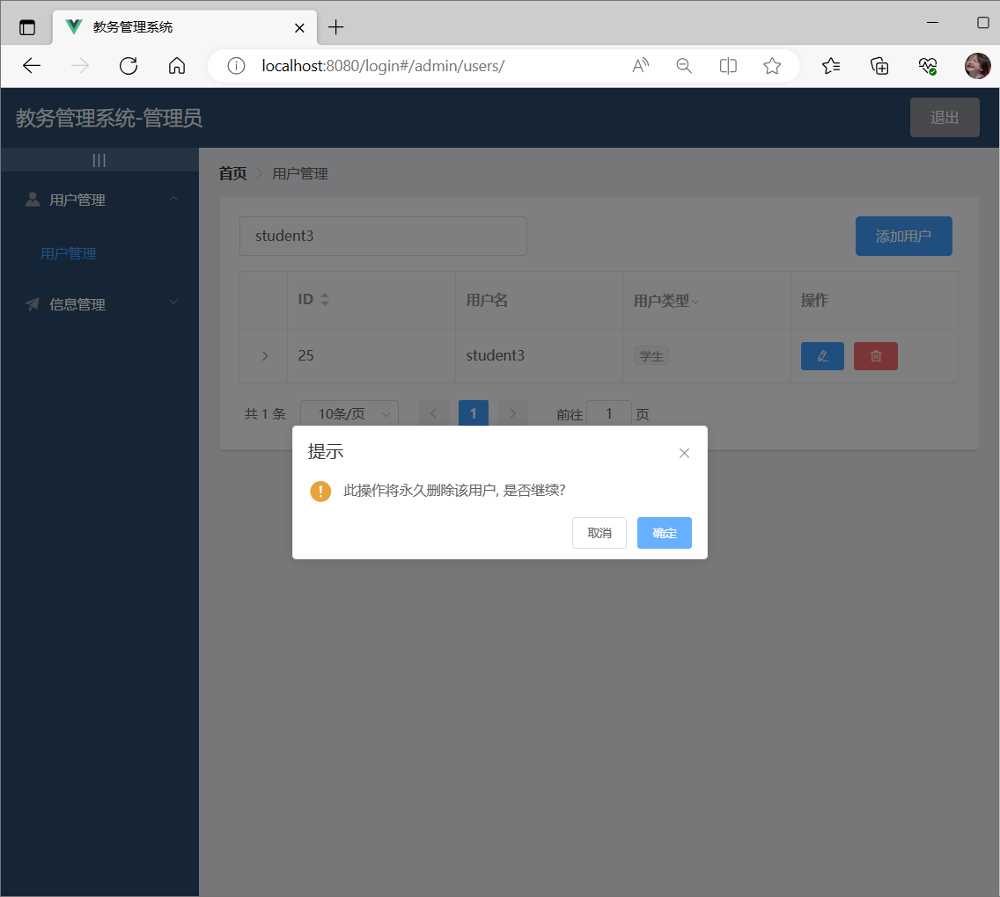 教务管理系统
localhost:8080/login#/admin/users/
教务管理系统-管理员
退出
|||
首页 用户管理
用户管理
用户管理
信息管理
student3
添加用户
ID 用户名 用户类型 操作
25 student3 学生
共 1 条 10条/页 1 前往 1 页
提示
此操作将永久删除该用户, 是否继续?
取消 确定